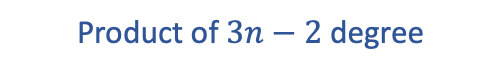 Product of 3n − 2 degree